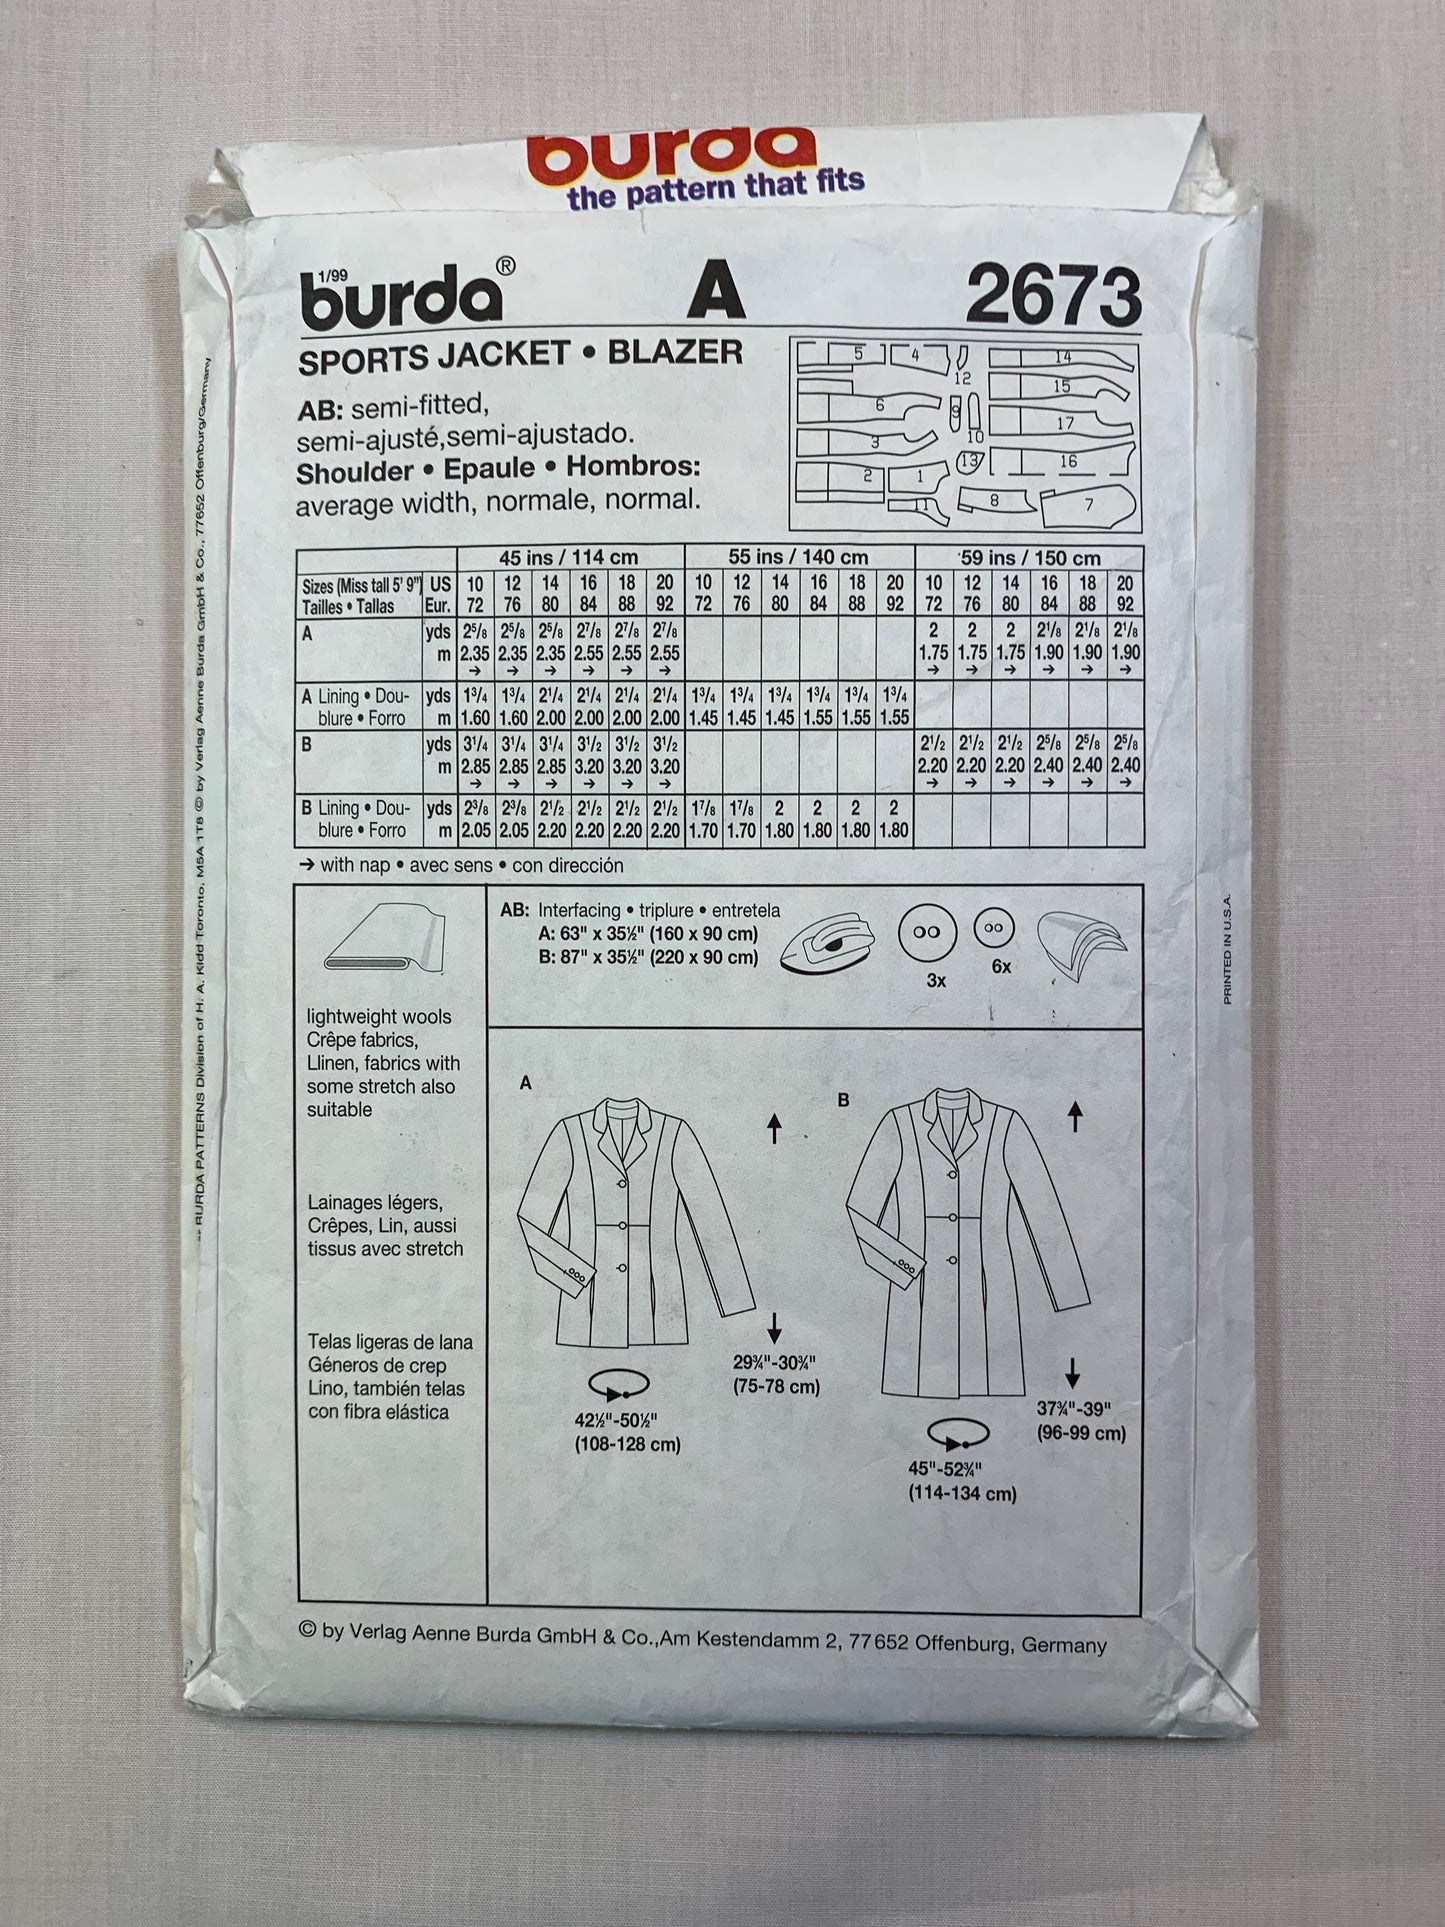 burda
the pattern that fits
1/99
burda® A 2673
SPORTS JACKET • BLAZER
AB: semi-fitted,
semi-ajusté,semi-ajustado.
Shoulder • Epaule • Hombros:
average width, normale, normal.
5 4 12 14
6 9 10 15
3 13 17
2 1 16
11 8 7
45 ins / 114 cm 55 ins / 140 cm 59 ins / 150 cm
Sizes (Miss tall 5' 9") US 10 12 14 16 18 20 10 12 14 16 18 20 10 12 14 16 18 20
Tailles • Tallas Eur. 72 76 80 84 88 92 72 76 80 84 88 92 72 76 80 84 88 92
A yds 2⅝ 2⅝ 2⅝ 2⅞ 2⅞ 2⅞ 2 2 2 2⅛ 2⅛ 2⅛
m 2.35 2.35 2.35 2.55 2.55 2.55 1.75 1.75 1.75 1.90 1.90 1.90
→ → → → → → → → → → → →
A Lining • Dou- yds 1¾ 1¾ 2¼ 2¼ 2¼ 2¼ 1¾ 1¾ 1¾ 1¾ 1¾ 1¾
blure • Forro m 1.60 1.60 2.00 2.00 2.00 2.00 1.45 1.45 1.45 1.55 1.55 1.55
B yds 3¼ 3¼ 3¼ 3½ 3½ 3½ 2½ 2½ 2½ 2⅝ 2⅝ 2⅝
m 2.85 2.85 2.85 3.20 3.20 3.20 2.20 2.20 2.20 2.40 2.40 2.40
→ → → → → → → → → → → →
B Lining • Dou- yds 2⅜ 2⅜ 2½ 2½ 2½ 2½ 1⅞ 1⅞ 2 2 2 2
blure • Forro m 2.05 2.05 2.20 2.20 2.20 2.20 1.70 1.70 1.80 1.80 1.80 1.80
→ with nap • avec sens • con dirección
AB: Interfacing • triplure • entretela
A: 63" x 35½" (160 x 90 cm)
B: 87" x 35½" (220 x 90 cm)
3x 6x
lightweight wools
Crêpe fabrics,
Llinen, fabrics with
some stretch also
suitable
Lainages légers,
Crêpes, Lin, aussi
tissus avec stretch
Telas ligeras de lana
Géneros de crep
Lino, también telas
con fibra elástica
A
29¾"-30¾"
(75-78 cm)
42½"-50½"
(108-128 cm)
B
37¾"-39"
(96-99 cm)
45"-52¾"
(114-134 cm)
© by Verlag Aenne Burda GmbH & Co.,Am Kestendamm 2, 77652 Offenburg, Germany
BURDA PATTERNS Division of H. A. Kidd Toronto, M5A 1T8 © by Verlag Aenne Burda GmbH & Co., 77652 Offenburg/Germany
PRINTED IN U.S.A.